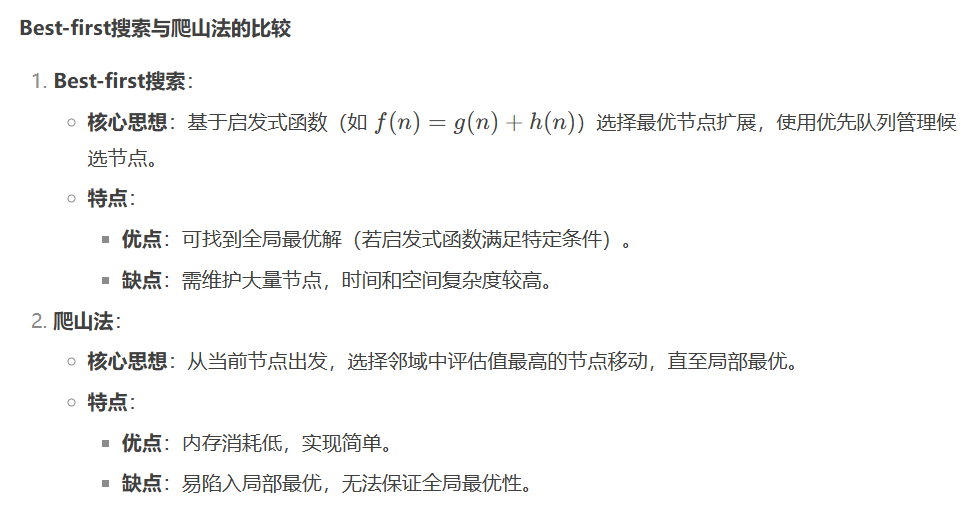 Best-first搜索与爬山法的比较
1. Best-first搜索：
核心思想：基于启发式函数（如 f(n) = g(n) + h(n)）选择最优节点扩展，使用优先队列管理候
选节点。
特点：
优点：可找到全局最优解（若启发式函数满足特定条件）。
缺点：需维护大量节点，时间和空间复杂度较高。
2. 爬山法：
核心思想：从当前节点出发，选择邻域中评估值最高的节点移动，直至局部最优。
特点：
优点：内存消耗低，实现简单。
缺点：易陷入局部最优，无法保证全局最优性。